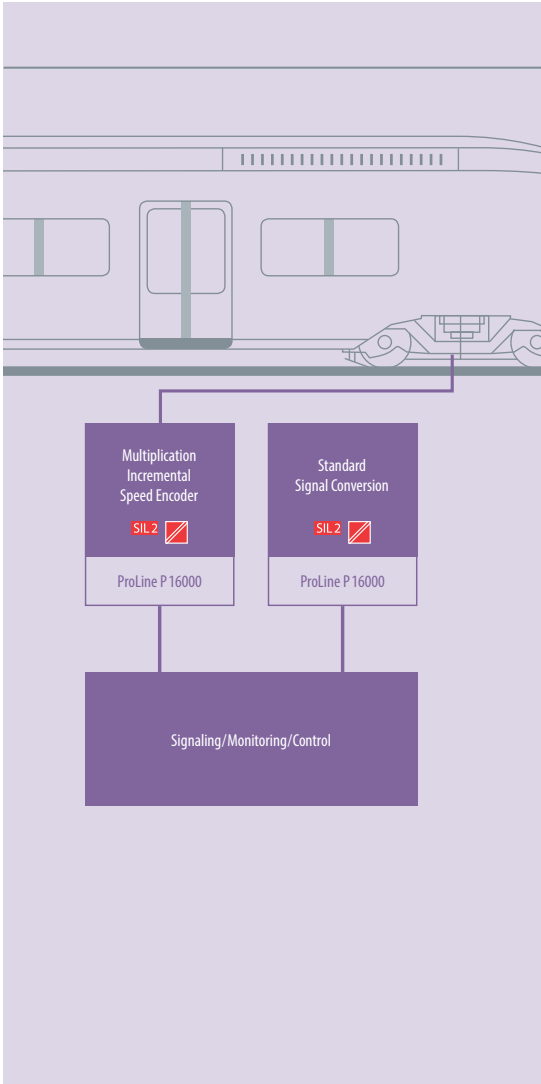 Multiplication
Incremental
Speed Encoder
SIL 2
ProLine P 16000
Standard
Signal Conversion
SIL 2
ProLine P 16000
Signaling/Monitoring/Control